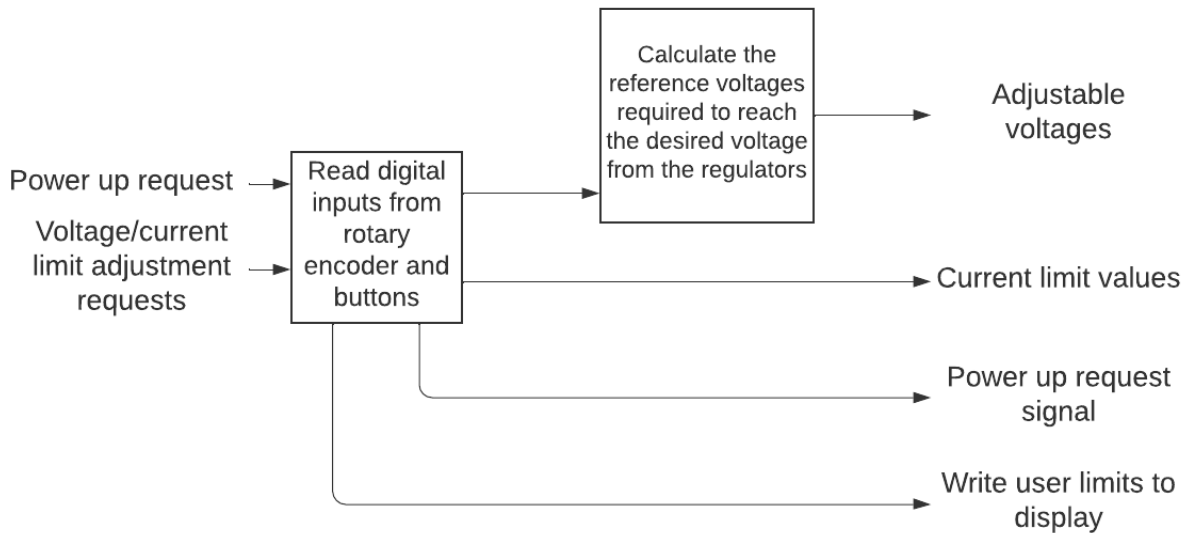 Power up request
Voltage/current
limit adjustment
requests
Read digital
inputs from
rotary
encoder and
buttons
Calculate the
reference voltages
required to reach
the desired voltage
from the regulators
Adjustable
voltages
Current limit values
Power up request
signal
Write user limits to
display